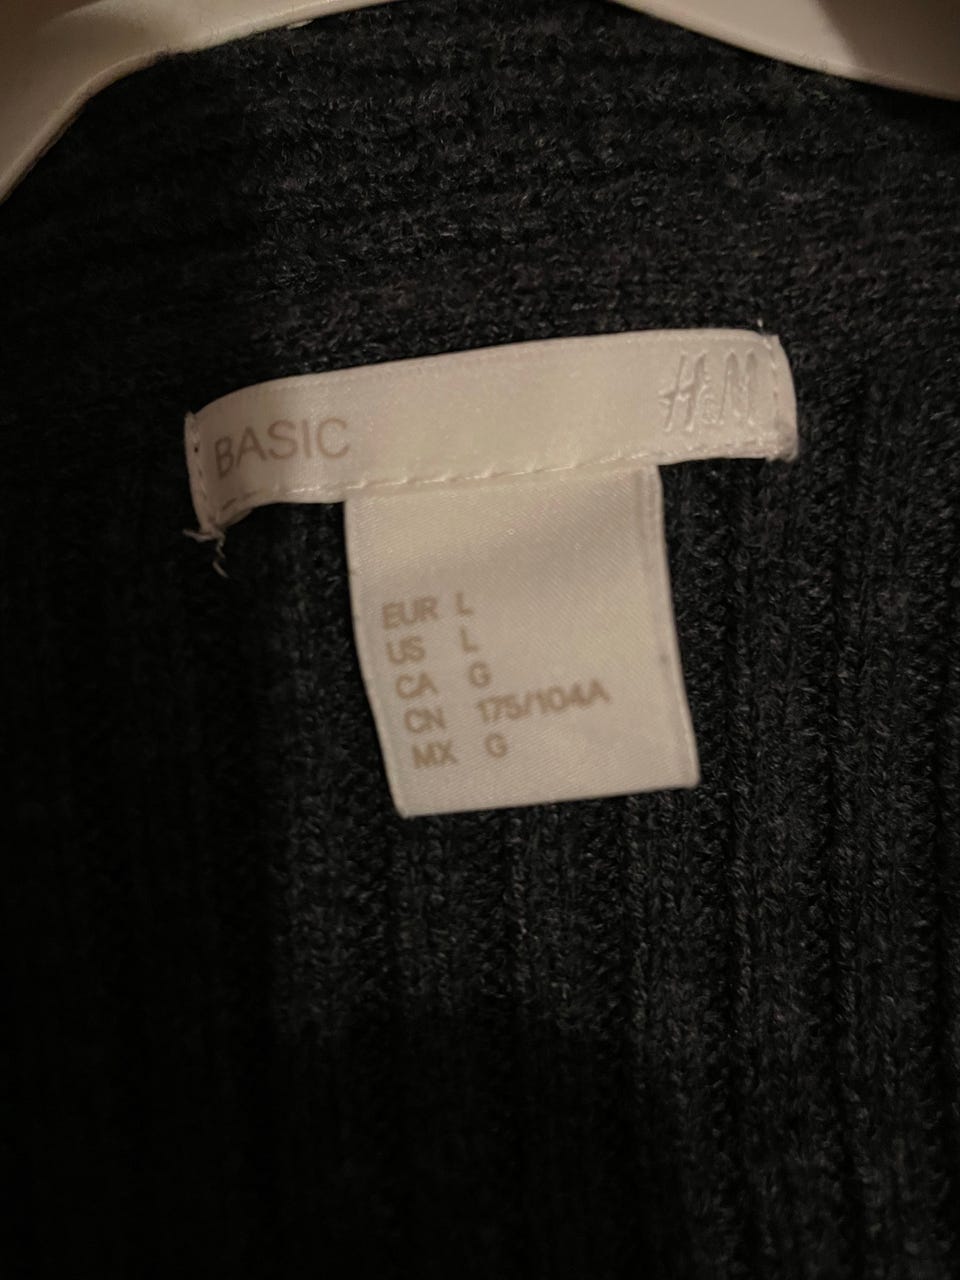 BASIC H&M
EUR L
US L
CA G
CN 175/104A
MX G